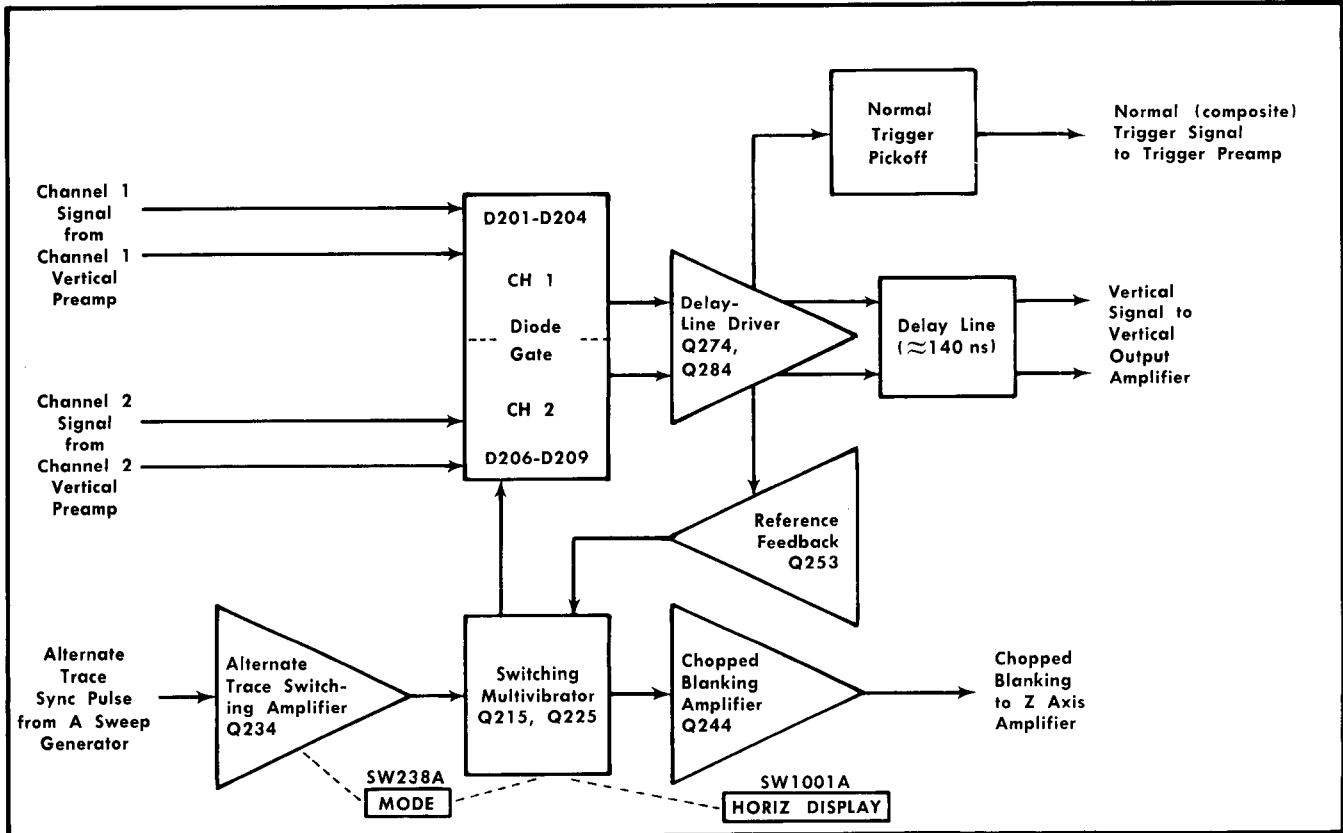 Normal
Trigger
Pickoff
Normal (composite)
Trigger Signal
to Trigger Preamp
Channel 1
Signal
from
Channel 1
Vertical
Preamp
D201-D204
CH 1
Diode
Gate
CH 2
D206-D209
Delay-
Line Driver
Q274,
Q284
Delay Line
(≈140 ns)
Vertical
Signal to
Vertical
Output
Amplifier
Channel 2
Signal
from
Channel 2
Vertical
Preamp
Reference
Feedback
Q253
Alternate
Trace
Sync Pulse
from A Sweep
Generator
Alternate
Trace Switch-
ing Amplifier
Q234
Switching
Multivibrator
Q215, Q225
Chopped
Blanking
Amplifier
Q244
Chopped
Blanking
to Z Axis
Amplifier
SW238A
MODE
SW1001A
HORIZ DISPLAY